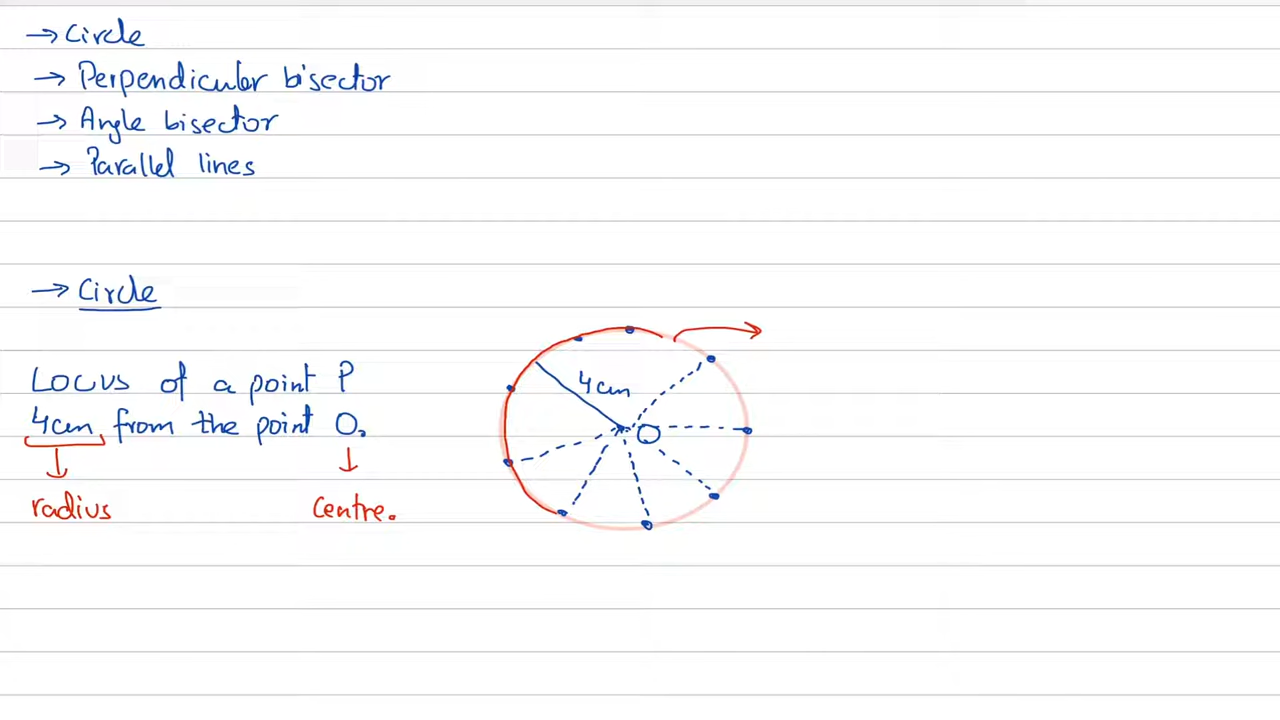 → Circle
→ Perpendicular bisector
→ Angle bisector
→ Parallel lines
→ Circle
Locus of a point P
4cm from the point O.
radius
centre.
4cm
O